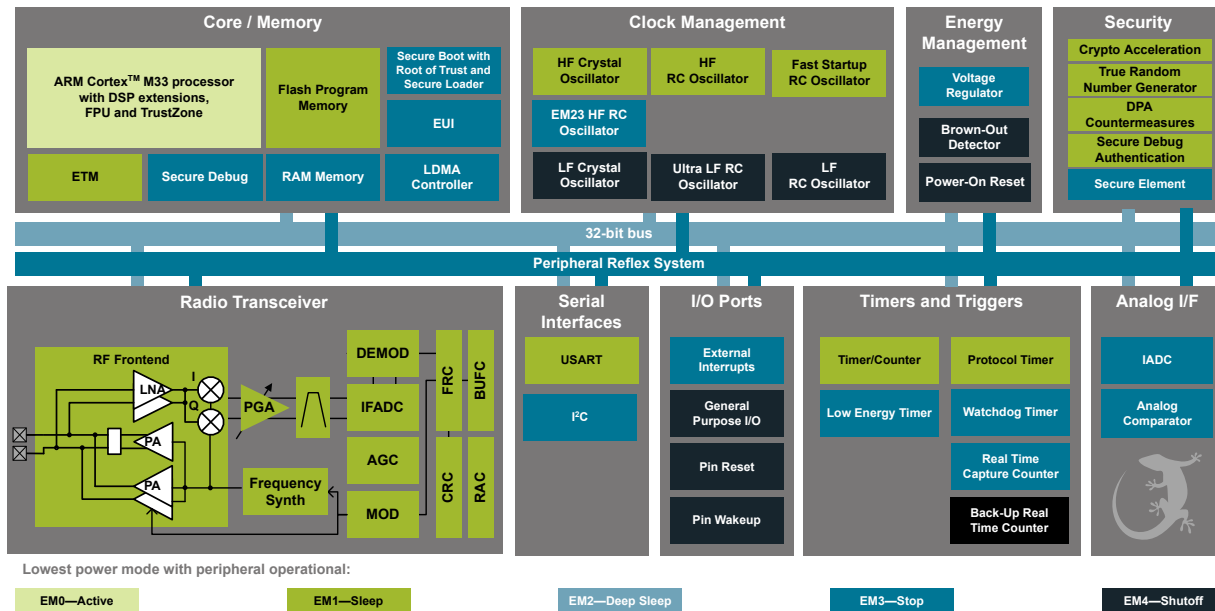 Core / Memory
ARM Cortex™ M33 processor
with DSP extensions,
FPU and TrustZone
Flash Program
Memory
Secure Boot with
Root of Trust and
Secure Loader
EUI
ETM
Secure Debug
RAM Memory
LDMA
Controller
Clock Management
HF Crystal
Oscillator
HF
RC Oscillator
Fast Startup
RC Oscillator
EM23 HF RC
Oscillator
LF Crystal
Oscillator
Ultra LF RC
Oscillator
LF
RC Oscillator
Energy
Management
Voltage
Regulator
Brown-Out
Detector
Power-On Reset
Security
Crypto Acceleration
True Random
Number Generator
DPA
Countermeasures
Secure Debug
Authentication
Secure Element
32-bit bus
Peripheral Reflex System
Radio Transceiver
RF Frontend
LNA
I
Q
PA
PA
PGA
Frequency
Synth
DEMOD
IFADC
AGC
MOD
FRC
BUFC
CRC
RAC
Serial
Interfaces
USART
I²C
I/O Ports
External
Interrupts
General
Purpose I/O
Pin Reset
Pin Wakeup
Timers and Triggers
Timer/Counter
Protocol Timer
Low Energy Timer
Watchdog Timer
Real Time
Capture Counter
Back-Up Real
Time Counter
Analog I/F
IADC
Analog
Comparator
Lowest power mode with peripheral operational:
EM0—Active
EM1—Sleep
EM2—Deep Sleep
EM3—Stop
EM4—Shutoff